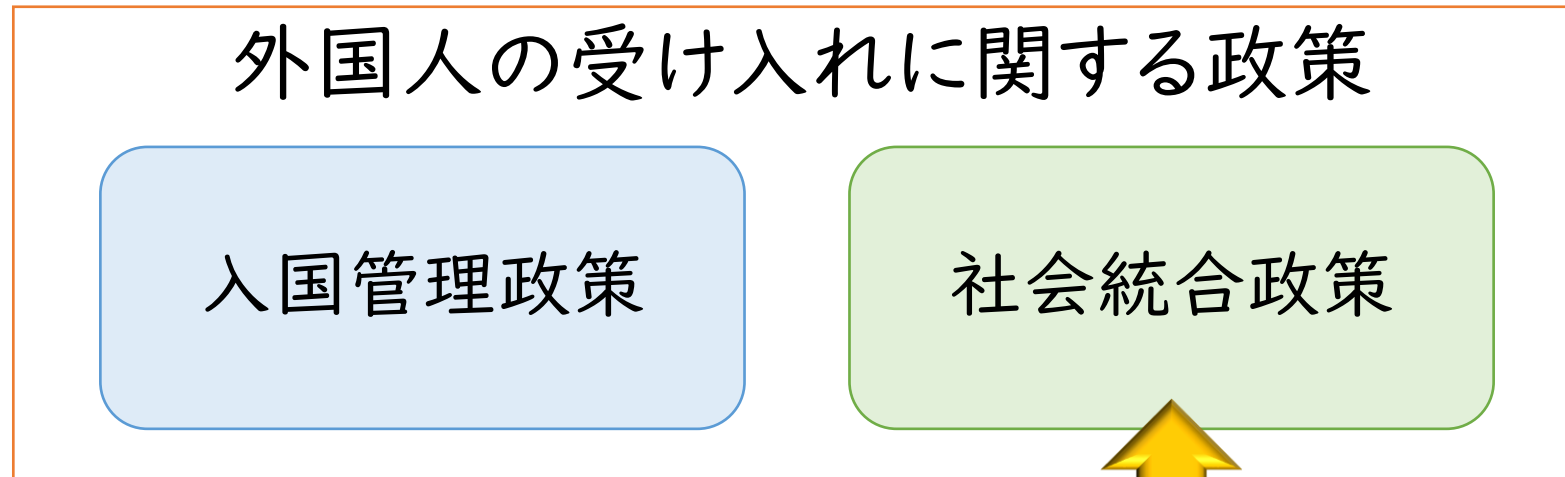 外国人の受け入れに関する政策
入国管理政策
社会統合政策